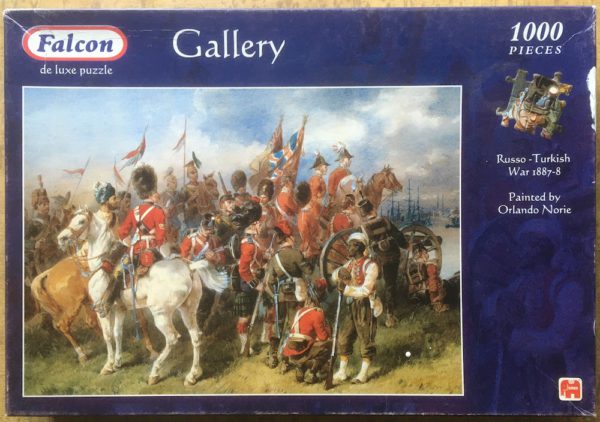 Falcon
de luxe puzzle
Gallery
1000
PIECES
Russo-Turkish
War 1887-8
Painted by
Orlando Norie